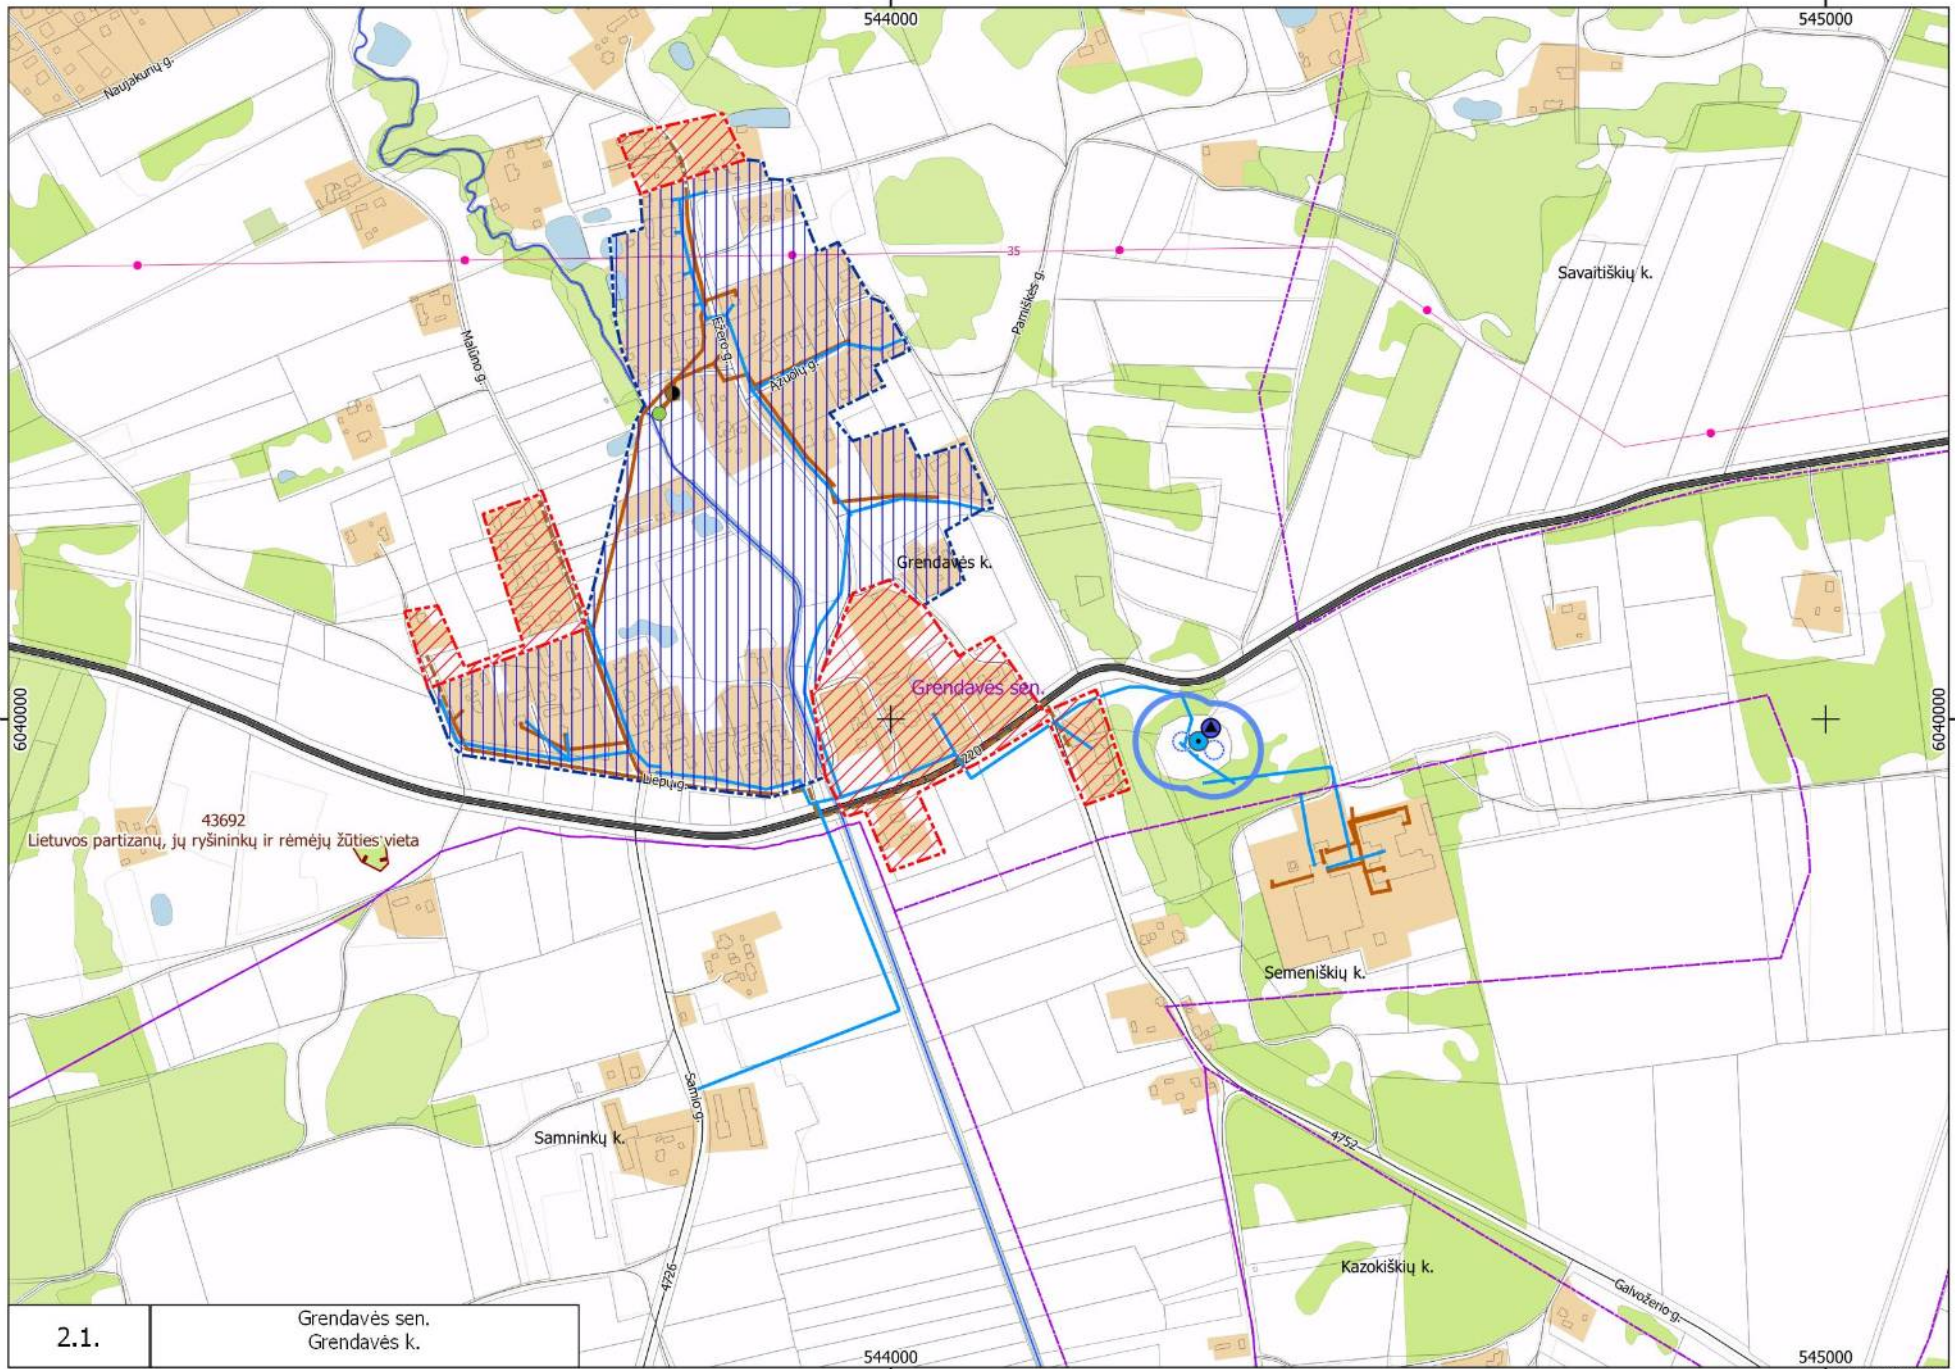 544000
545000
Naujakurių g.
Savaitiškių k.
35
Pamiškės g.
Malūno g.
Ežero g.
Ąžuolų g.
Grendavės k.
Grendavės sen.
6040000
6040000
220
Liepų g.
43692
Lietuvos partizanų, jų ryšininkų ir rėmėjų žūties vieta
Semeniškių k.
Samio g.
Samninkų k.
4752
4726
Kazokiškių k.
Galvožerio g.
2.1.
Grendavės sen.
Grendavės k.
544000
545000